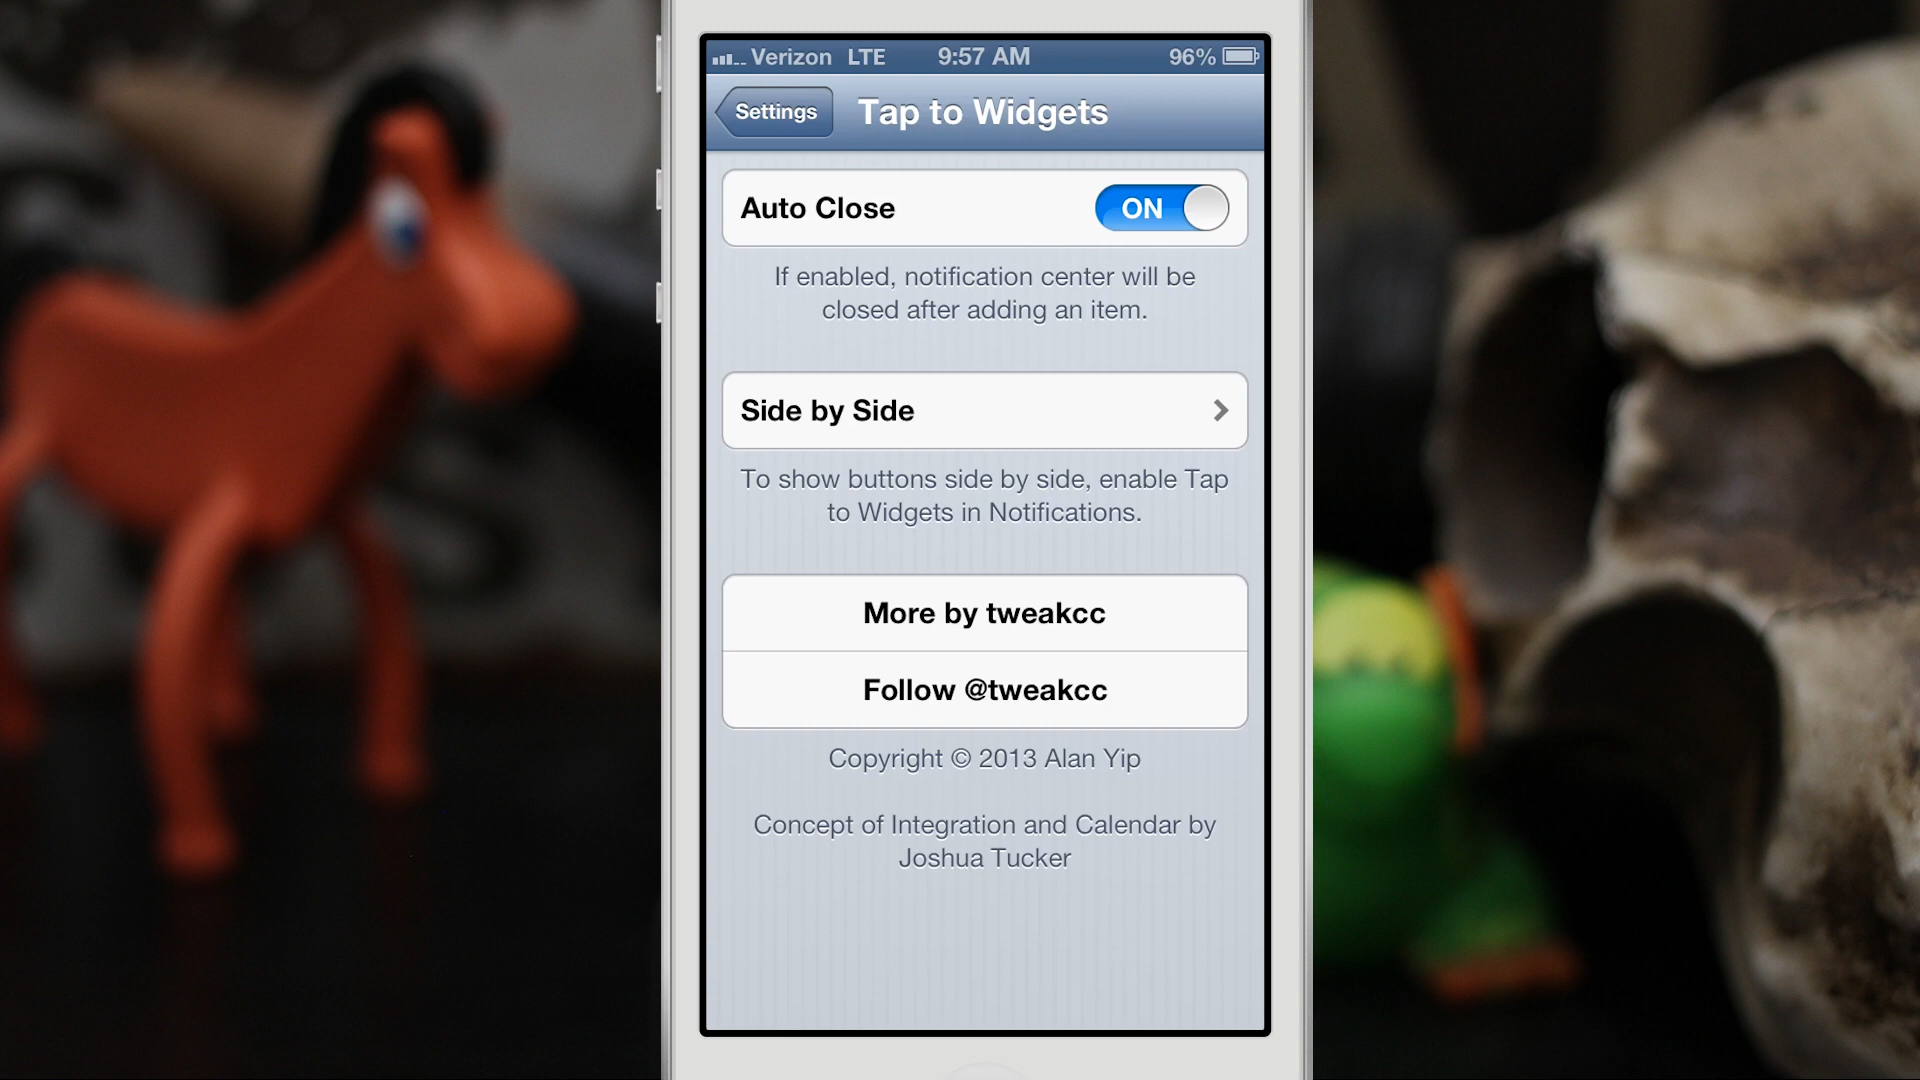 Verizon LTE 9:57 AM 96%
Settings Tap to Widgets
Auto Close ON
If enabled, notification center will be
closed after adding an item.
Side by Side
To show buttons side by side, enable Tap
to Widgets in Notifications.
More by tweakcc
Follow @tweakcc
Copyright © 2013 Alan Yip
Concept of Integration and Calendar by
Joshua Tucker